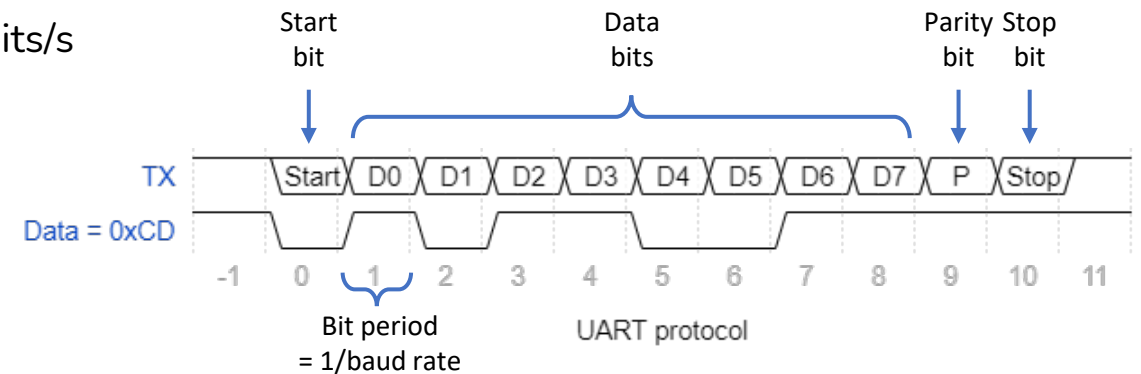 its/s
Start
bit
Data
bits
Parity
bit
Stop
bit
TX
Start D0 D1 D2 D3 D4 D5 D6 D7 P Stop
Data = 0xCD
-1 0 1 2 3 4 5 6 7 8 9 10 11
Bit period
= 1/baud rate
UART protocol